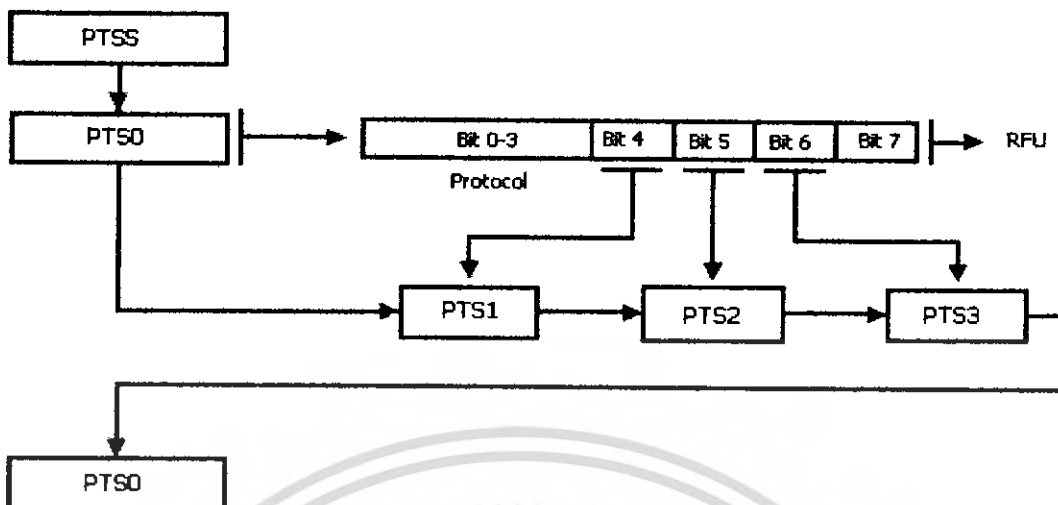 PTSS
PTS0
Bit 0-3 Bit 4 Bit 5 Bit 6 Bit 7
RFU
Protocol
PTS1
PTS2
PTS3
PTS0